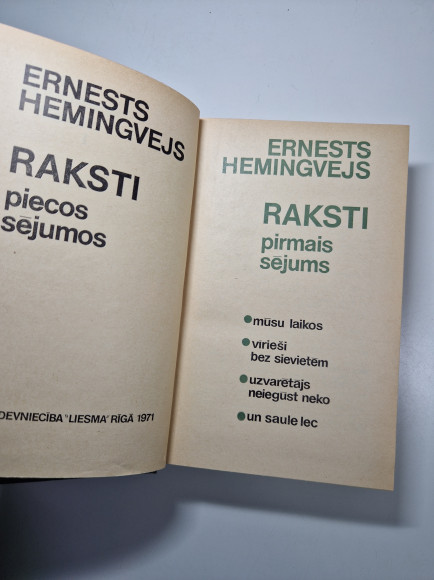 ERNESTS
HEMINGVEJS
RAKSTI
piecos
sējumos
DEVNIECĪBA "LIESMA" RĪGĀ 1971
ERNESTS
HEMINGVEJS
RAKSTI
pirmais
sējums
mūsu laikos
vīrieši
bez sievietēm
uzvarētājs
neiegūst neko
un saule lec